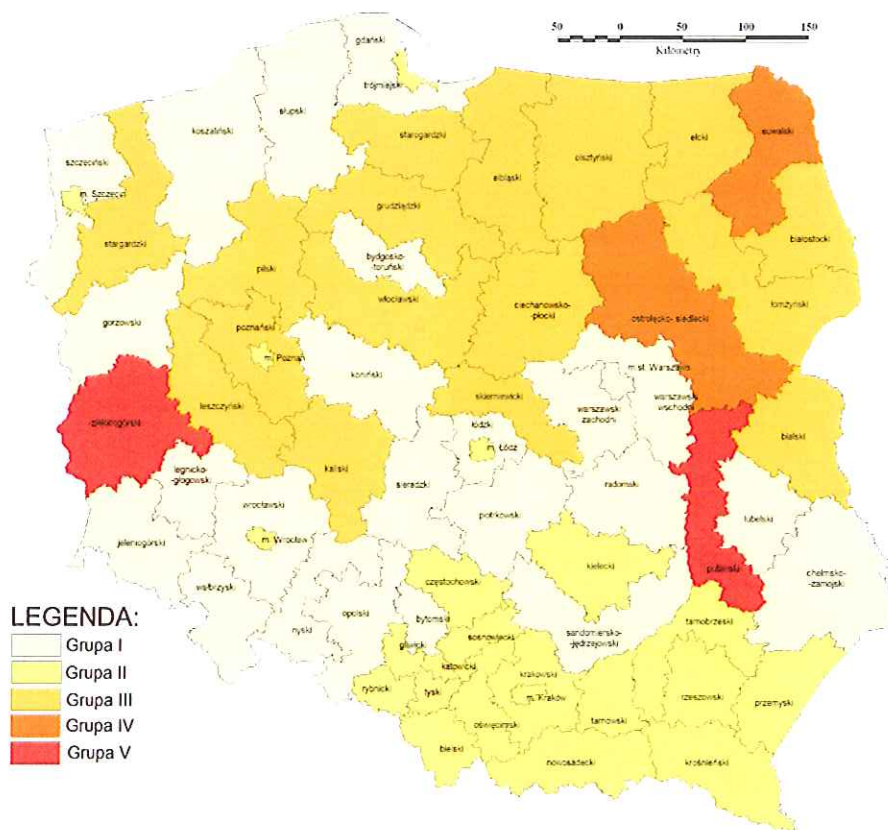 gdański
50 0 50 100 150
Kilometry
trójmiejski
słupski
koszaliński
starogardzki
elbląski
olsztyński
ełcki
suwalski
szczeciński
m. Szczecin
stargardzki
grudziądzki
bydgosko-
toruński
białostocki
pilski
włocławski
ciechanowsko-
-płocki
ostrołęcko- siedlecki
łomżyński
gorzowski
poznański
m. Poznań
koniński
m.st. Warszawa
warszawski
wschodni
warszawski
zachodni
skierniewicki
zielonogórski
leszczyński
łódzki
m. Łódź
bialski
kaliski
legnicko-
-głogowski
sieradzki
radomski
wrocławski
piotrkowski
lubelski
m. Wrocław
jeleniogórski
kielecki
puławski
chełmsko-
-zamojski
wałbrzyski
częstochowski
opolski
nyski
bytomski
sandomiersko-
-jędrzejowski
tarnobrzeski
LEGENDA:
Grupa I
Grupa II
Grupa III
Grupa IV
Grupa V
gliwicki
sosnowiecki
katowicki
krakowski
m. Kraków
rybnicki
tyski
oświęcimski
tarnowski
rzeszowski
przemyski
bielski
nowosądecki
krośnieński